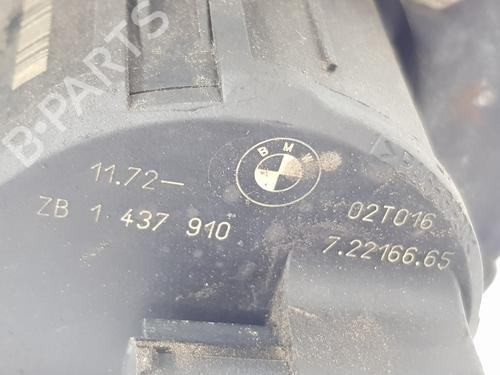 B-PARTS
BMW
11.72-
02T016
ZB 1 437 910
7.22166.65